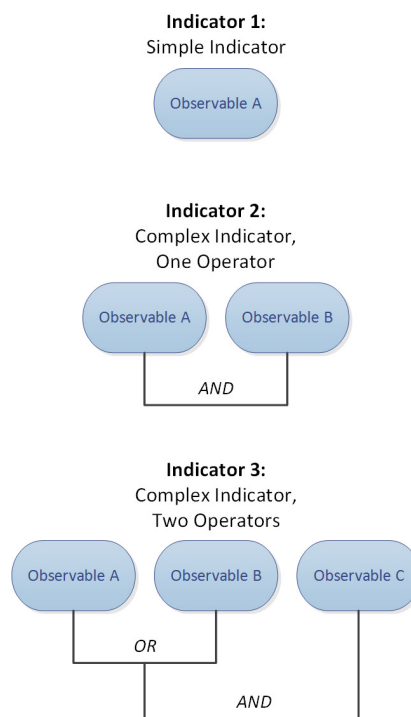 Indicator 1:
Simple Indicator
Observable A
Indicator 2:
Complex Indicator,
One Operator
Observable A
Observable B
AND
Indicator 3:
Complex Indicator,
Two Operators
Observable A
Observable B
Observable C
OR
AND